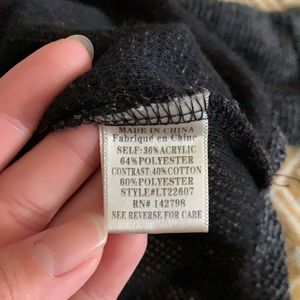 MADE IN CHINA
Fabriqué en Chine
SELF: 36% ACRYLIC
64% POLYESTER
CONTRAST: 40% COTTON
60% POLYESTER
STYLE#LT22607
RN# 142798
SEE REVERSE FOR CARE